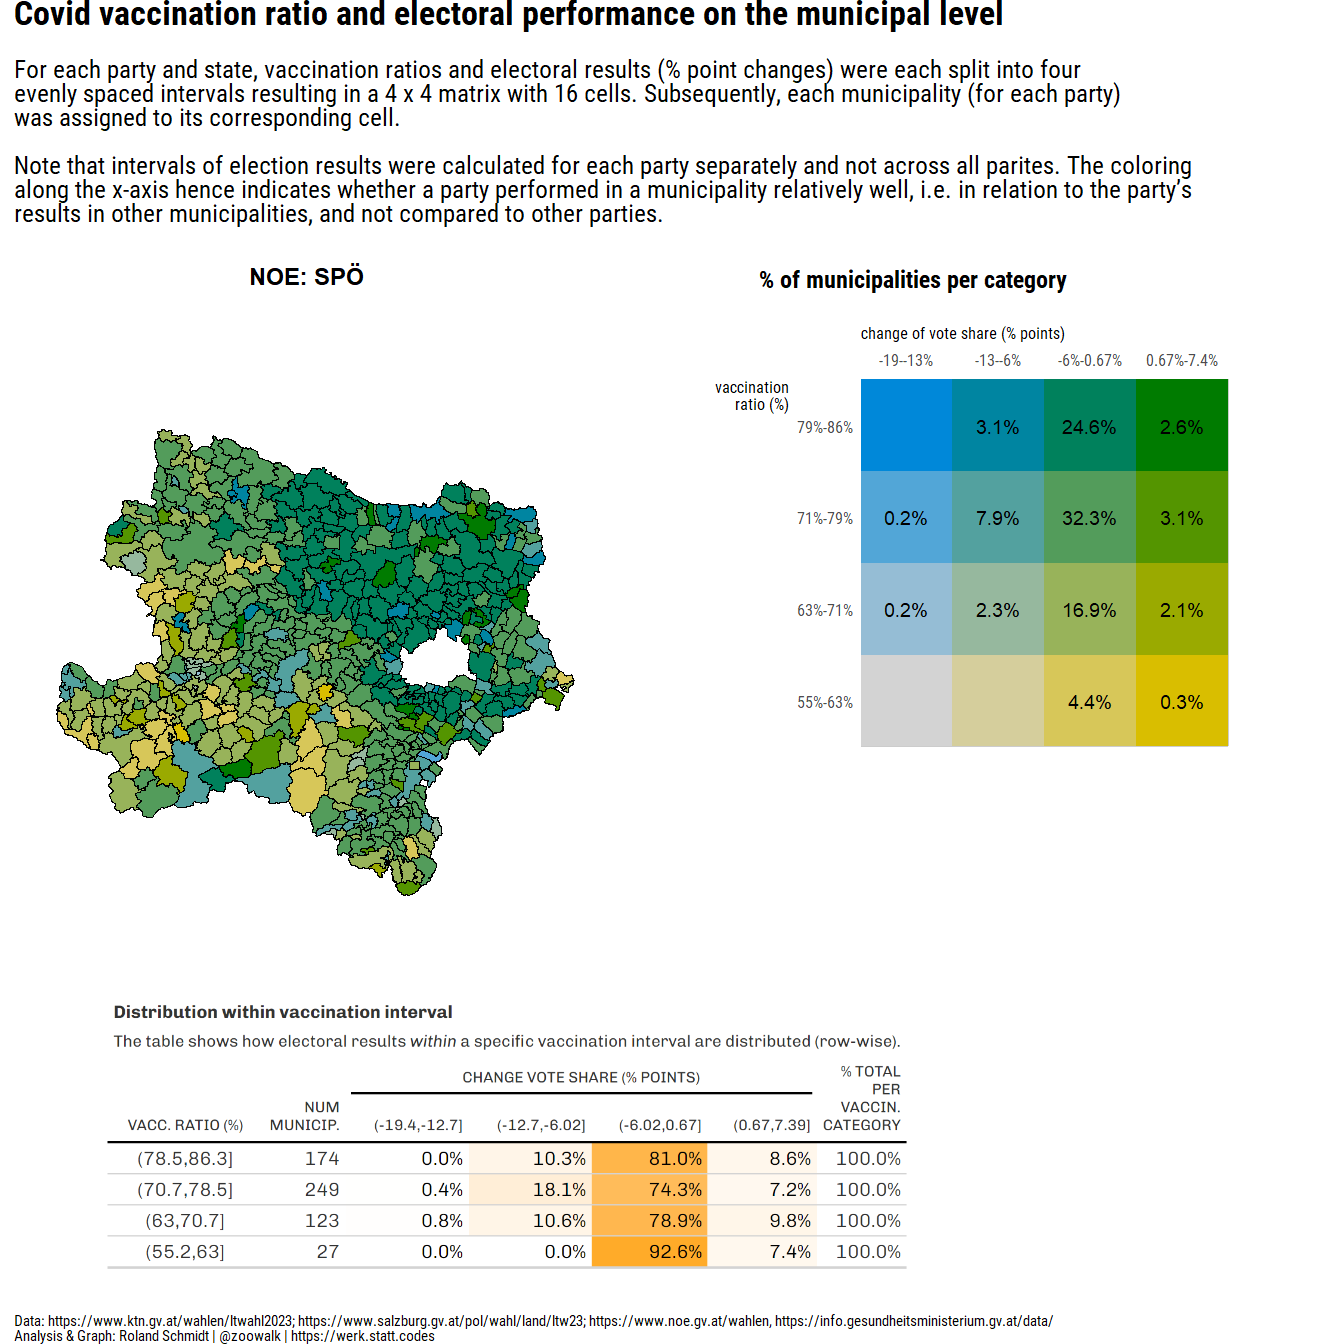 Covid vaccination ratio and electoral performance on the municipal level
For each party and state, vaccination ratios and electoral results (% point changes) were each split into four
evenly spaced intervals resulting in a 4 x 4 matrix with 16 cells. Subsequently, each municipality (for each party)
was assigned to its corresponding cell.
Note that intervals of election results were calculated for each party separately and not across all parites. The coloring
along the x-axis hence indicates whether a party performed in a municipality relatively well, i.e. in relation to the party's
results in other municipalities, and not compared to other parties.
NOE: SPÖ
% of municipalities per category
change of vote share (% points)
-19--13% -13--6% -6%-0.67% 0.67%-7.4%
vaccination
ratio (%)
79%-86% 3.1% 24.6% 2.6%
71%-79% 0.2% 7.9% 32.3% 3.1%
63%-71% 0.2% 2.3% 16.9% 2.1%
55%-63% 4.4% 0.3%
Distribution within vaccination interval
The table shows how electoral results within a specific vaccination interval are distributed (row-wise).
CHANGE VOTE SHARE (% POINTS)
% TOTAL
PER
VACCIN.
CATEGORY
NUM
MUNICIP.
VACC. RATIO (%) (-19.4,-12.7] (-12.7,-6.02] (-6.02,0.67] (0.67,7.39]
(78.5,86.3] 174 0.0% 10.3% 81.0% 8.6% 100.0%
(70.7,78.5] 249 0.4% 18.1% 74.3% 7.2% 100.0%
(63,70.7] 123 0.8% 10.6% 78.9% 9.8% 100.0%
(55.2,63] 27 0.0% 0.0% 92.6% 7.4% 100.0%
Data: https://www.ktn.gv.at/wahlen/ltwahl2023; https://www.salzburg.gv.at/pol/wahl/land/ltw23; https://www.noe.gv.at/wahlen, https://info.gesundheitsministerium.gv.at/data/
Analysis & Graph: Roland Schmidt | @zoowalk | https://werk.statt.codes